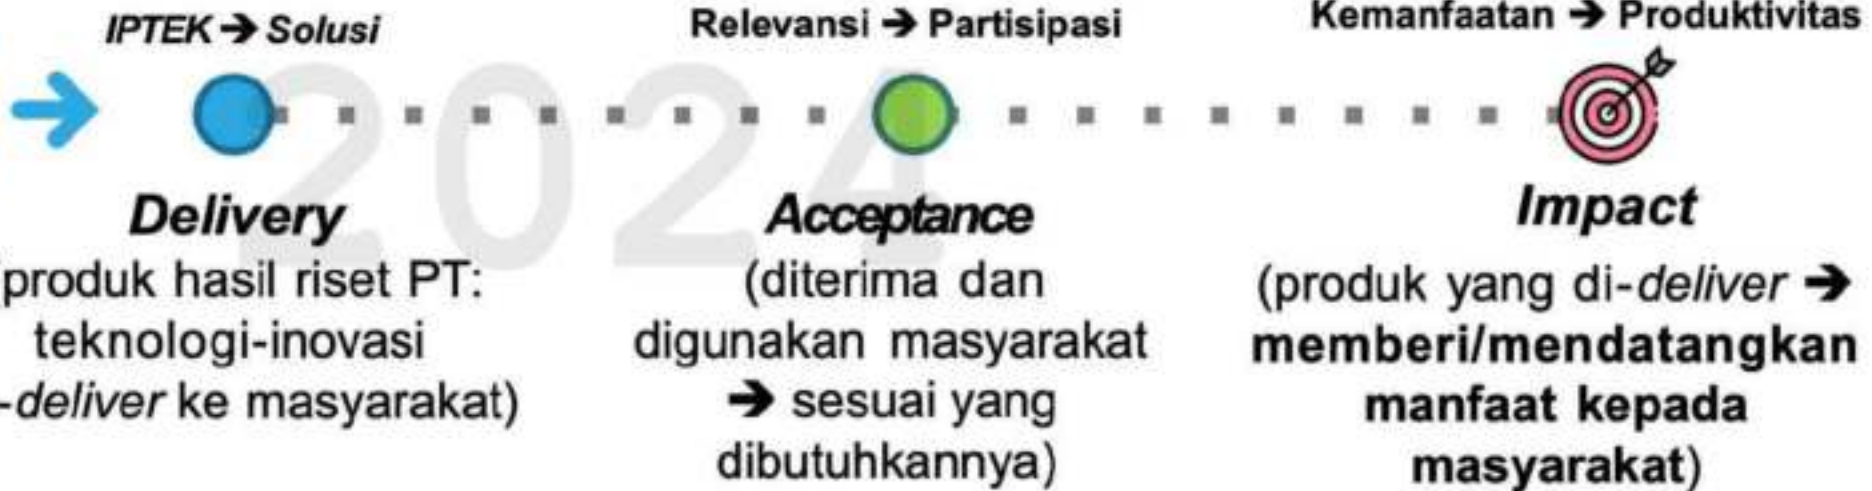 IPTEK → Solusi
Relevansi → Partisipasi
Kemanfaatan → Produktivitas
2024
Delivery
(produk hasil riset PT:
teknologi-inovasi
-deliver ke masyarakat)
Acceptance
(diterima dan
digunakan masyarakat
→ sesuai yang
dibutuhkannya)
Impact
(produk yang di-deliver →
memberi/mendatangkan
manfaat kepada
masyarakat)